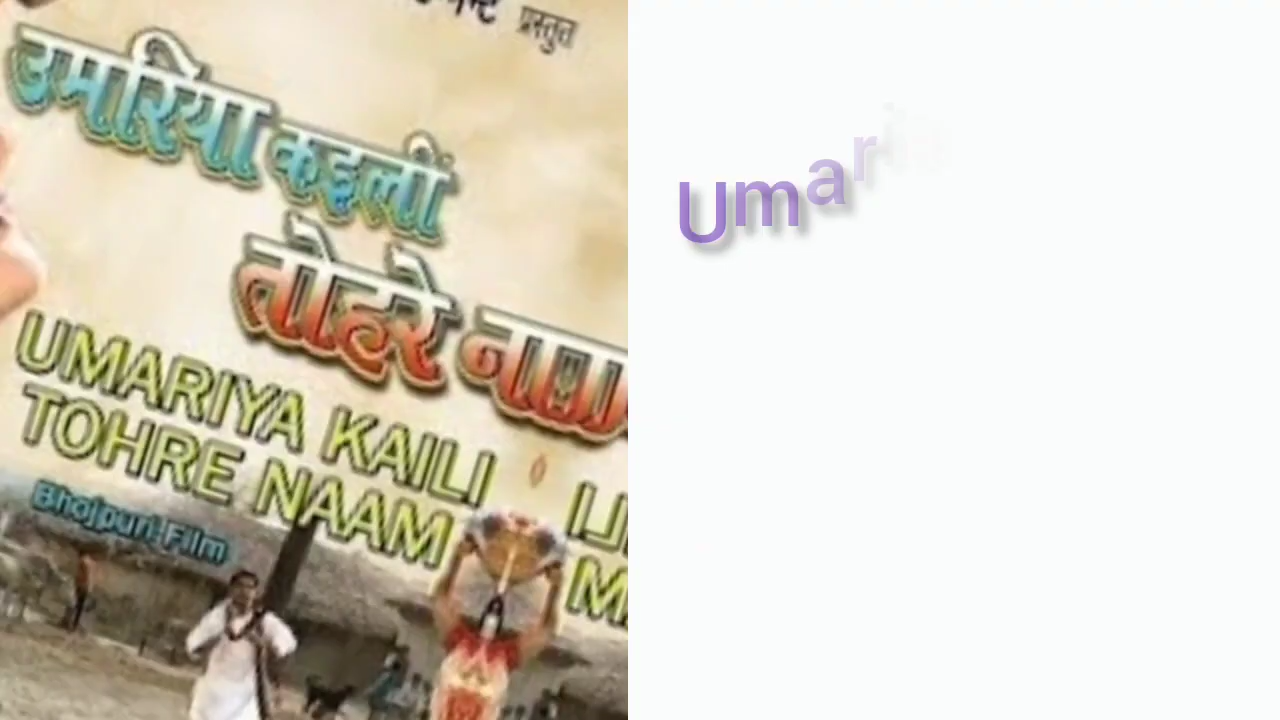 प्रस्तुत
उमरिया कइलीं
तोहरे
UMARIYA KAILI
TOHRE NAAM
Bhojpuri Film
Umar